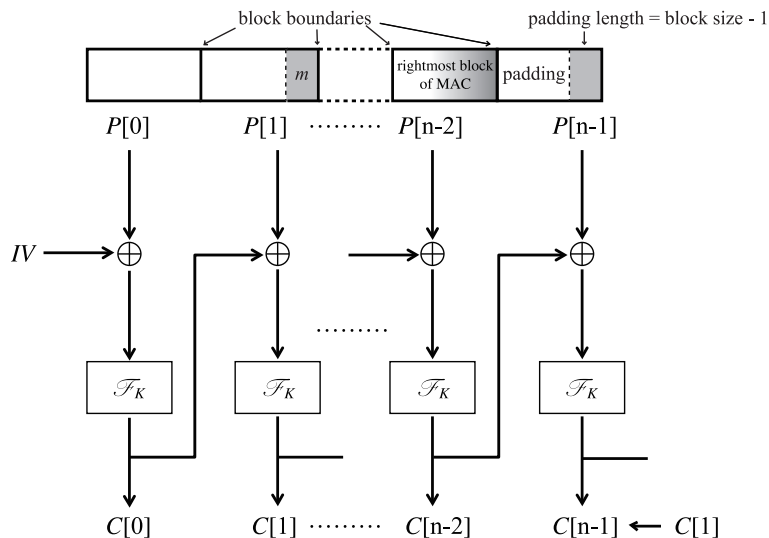 block boundaries padding length = block size - 1
m rightmost block of MAC padding
P[0] P[1] ......... P[n-2] P[n-1]
IV
.........
ℱK ℱK ℱK ℱK
C[0] C[1] ......... C[n-2] C[n-1] C[1]